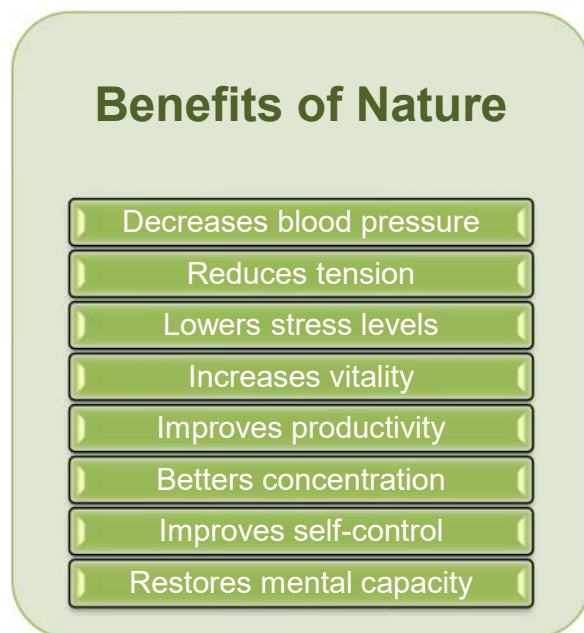 Benefits of Nature
Decreases blood pressure
Reduces tension
Lowers stress levels
Increases vitality
Improves productivity
Betters concentration
Improves self-control
Restores mental capacity